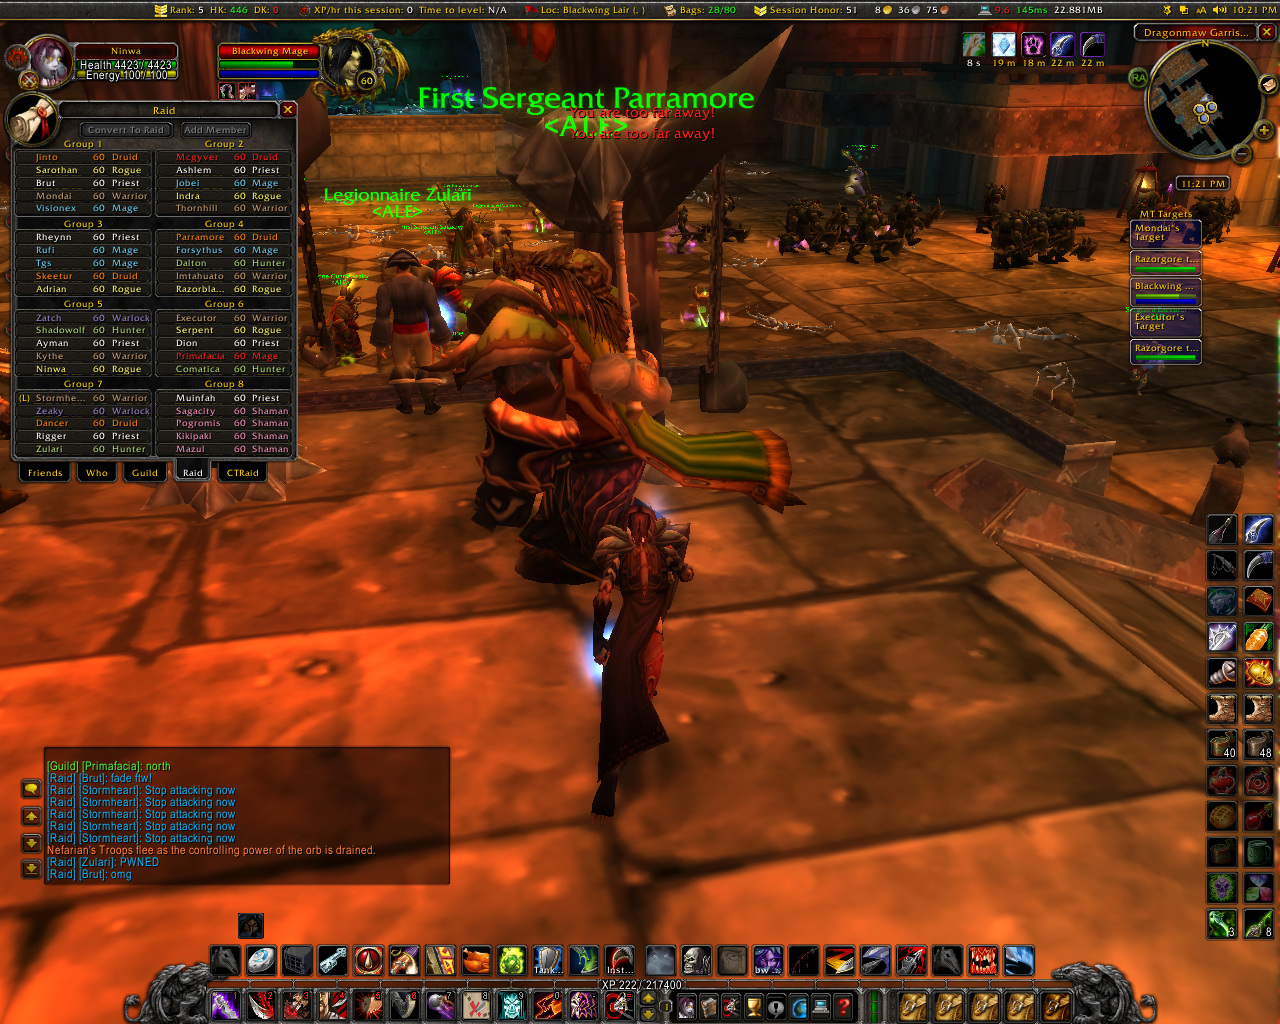 Rank: 5 HK: 446 DK: 0 XP/hr this session: 0 Time to level: N/A Loc: Blackwing Lair (, ) Bags: 28/80 Session Honor: 51 8 36 75 9.6 145ms 22.881MB 10:21 PM
Ninwa
Health 4423 / 4423
Energy 100 / 100
Blackwing Mage
60
8 s 19 m 18 m 22 m 22 m
Dragonmaw Garris...
N
RA
11:21 PM
First Sergeant Parramore
<ALE>
You are too far away!
You are too far away!
Legionnaire Zulari
<ALE>
Raid
Convert To Raid Add Member
Group 1 Group 2
Jinto 60 Druid Mcgyver 60 Druid
Sarothan 60 Rogue Ashlem 60 Priest
Brut 60 Priest Jobei 60 Mage
Mondai 60 Warrior Indra 60 Rogue
Visionex 60 Mage Thornhill 60 Warrior
Group 3 Group 4
Rheynn 60 Priest Parramore 60 Druid
Rufi 60 Mage Forsythus 60 Mage
Tgs 60 Mage Dalton 60 Hunter
Skeetur 60 Druid Imtahuato 60 Warrior
Adrian 60 Rogue Razorbla... 60 Rogue
Group 5 Group 6
Zatch 60 Warlock Executor 60 Warrior
Shadowolf 60 Hunter Serpent 60 Rogue
Ayman 60 Priest Dion 60 Priest
Kythe 60 Warrior Primafacia 60 Mage
Ninwa 60 Rogue Comatica 60 Hunter
Group 7 Group 8
(L) Stormhe... 60 Warrior Muinfah 60 Priest
Zeaky 60 Warlock Sagacity 60 Shaman
Dancer 60 Druid Pogromis 60 Shaman
Rigger 60 Priest Kikipaki 60 Shaman
Zulari 60 Hunter Mazul 60 Shaman
Friends Who Guild Raid CTRaid
MT Targets
Mondai's Target
Razorgore t...
Blackwing ...
Executor's Target
Razorgore t...
40 48
3 8
[Guild] [Primafacia]: north
[Raid] [Brut]: fade ftw!
[Raid] [Stormheart]: Stop attacking now
[Raid] [Stormheart]: Stop attacking now
[Raid] [Stormheart]: Stop attacking now
[Raid] [Stormheart]: Stop attacking now
[Raid] [Stormheart]: Stop attacking now
Nefarian's Troops flee as the controlling power of the orb is drained.
[Raid] [Zulari]: PWNED
[Raid] [Brut]: omg
Tank... Inst... bw
XP 222 / 217400